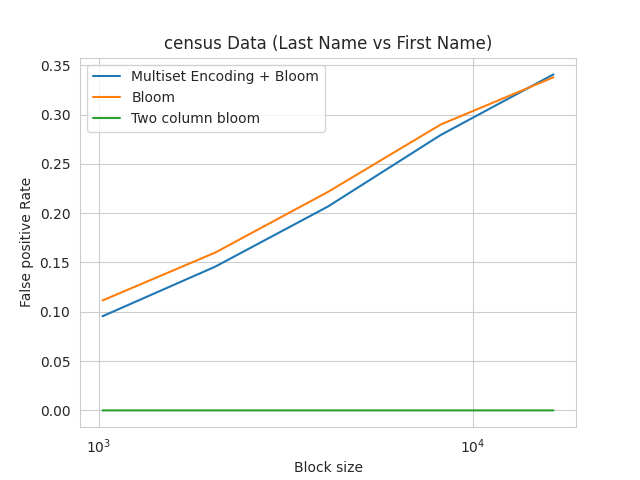 census Data (Last Name vs First Name)
Multiset Encoding + Bloom
Bloom
Two column bloom
False positive Rate
0.35
0.30
0.25
0.20
0.15
0.10
0.05
0.00
10³
10⁴
Block size